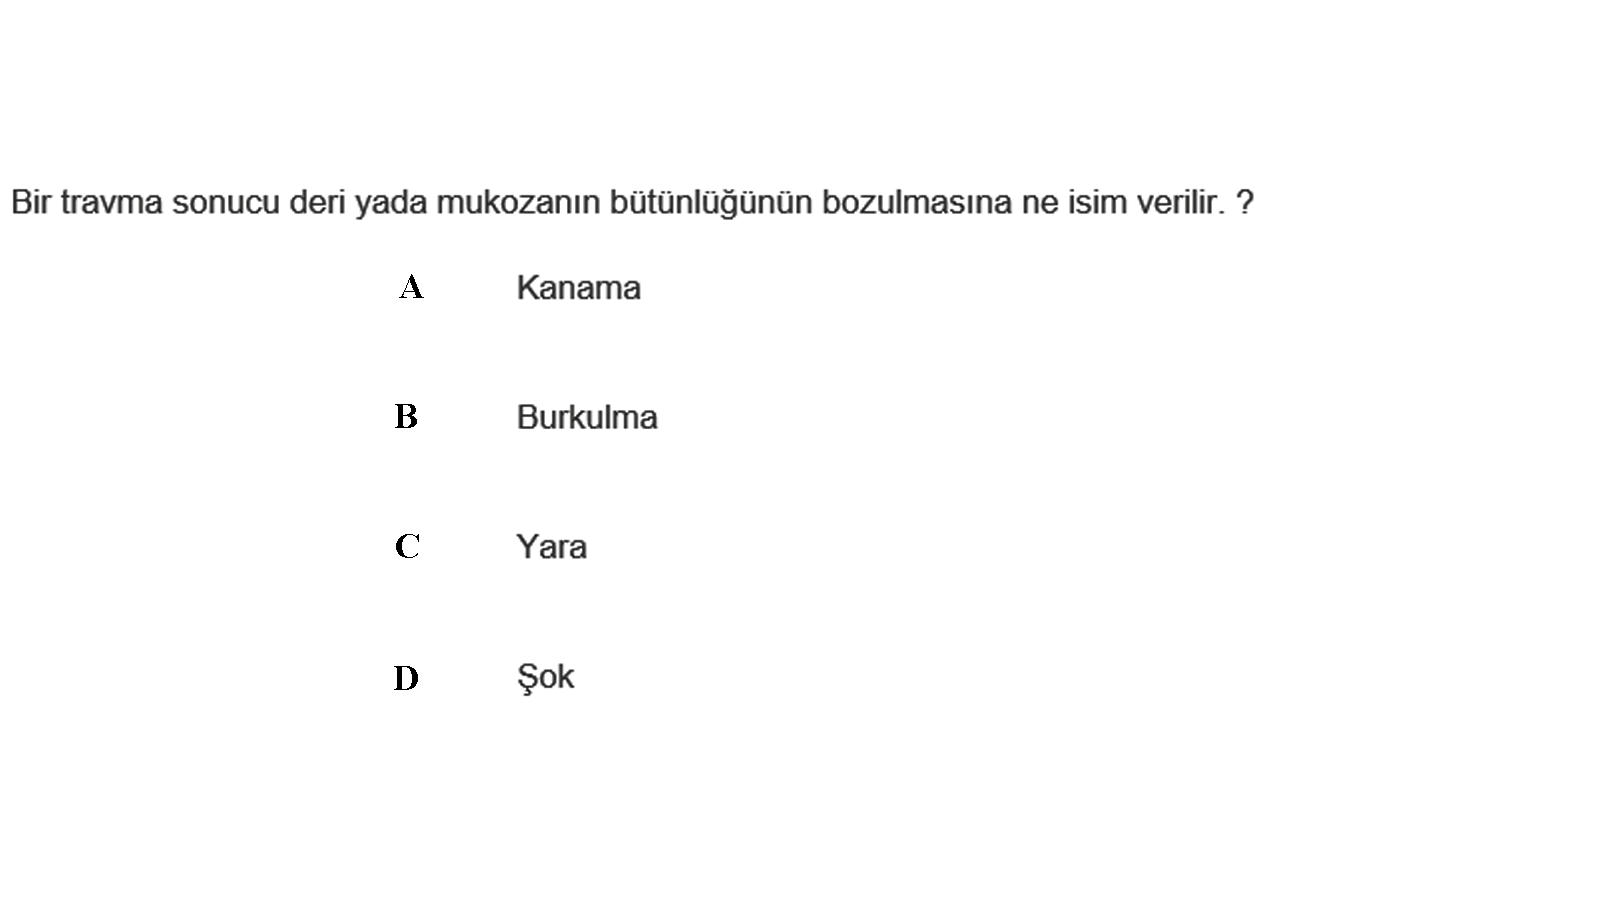 Bir travma sonucu deri yada mukozanın bütünlüğünün bozulmasına ne isim verilir. ?
A Kanama
B Burkulma
C Yara
D Şok